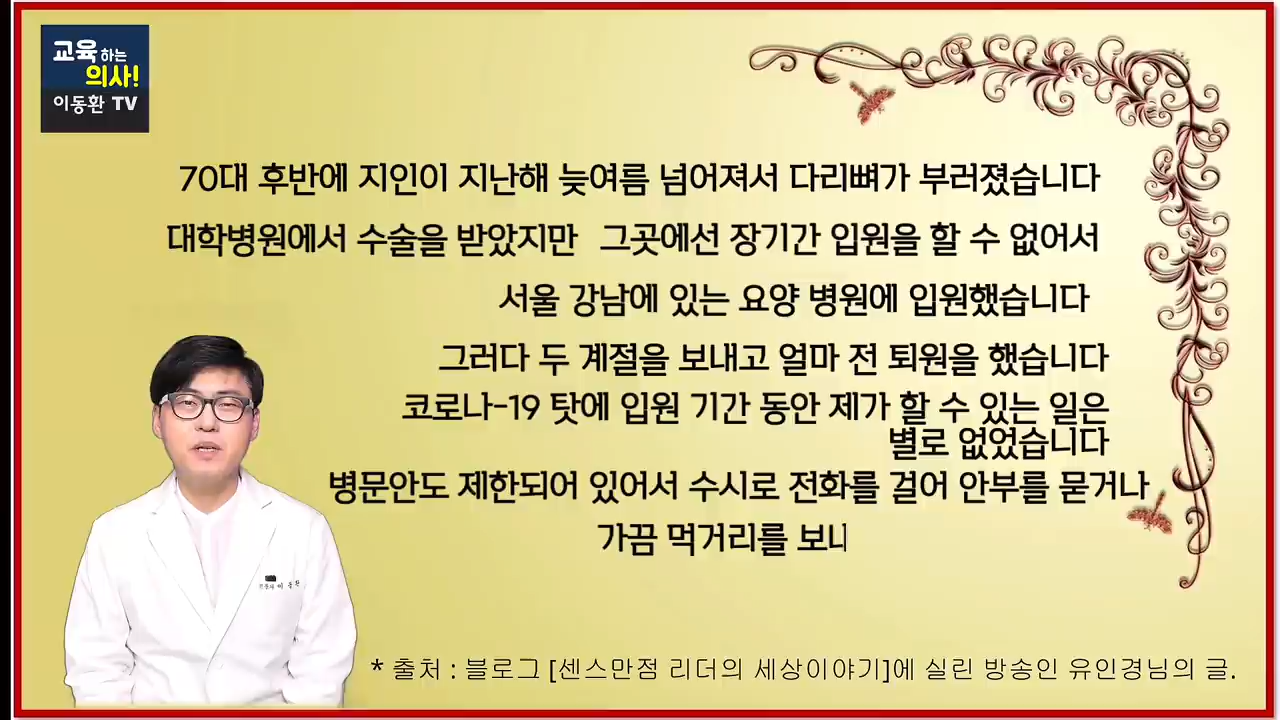 교육하는
의사!
이동환 TV
70대 후반에 지인이 지난해 늦여름 넘어져서 다리뼈가 부러졌습니다
대학병원에서 수술을 받았지만 그곳에선 장기간 입원을 할 수 없어서
서울 강남에 있는 요양 병원에 입원했습니다
그러다 두 계절을 보내고 얼마 전 퇴원을 했습니다
코로나-19 탓에 입원 기간 동안 제가 할 수 있는 일은
별로 없었습니다
병문안도 제한되어 있어서 수시로 전화를 걸어 안부를 묻거나
가끔 먹거리를 보나
* 출처 : 블로그 [센스만점 리더의 세상이야기]에 실린 방송인 유인경님의 글.